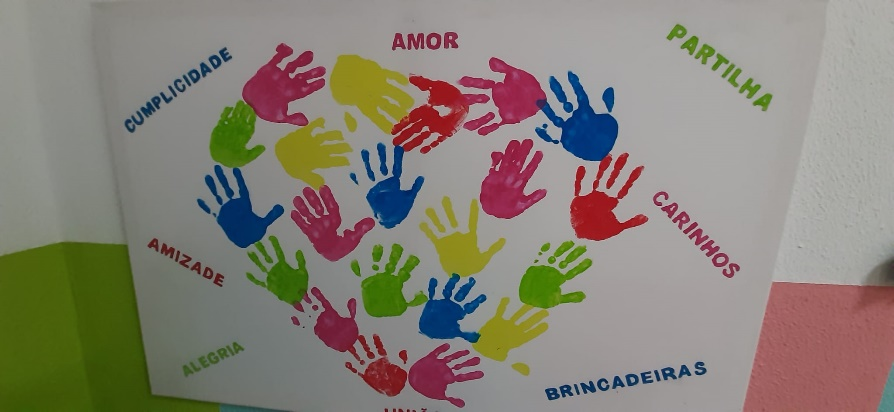 AMOR
PARTILHA
CUMPLICIDADE
CARINHOS
AMIZADE
ALEGRIA
BRINCADEIRAS